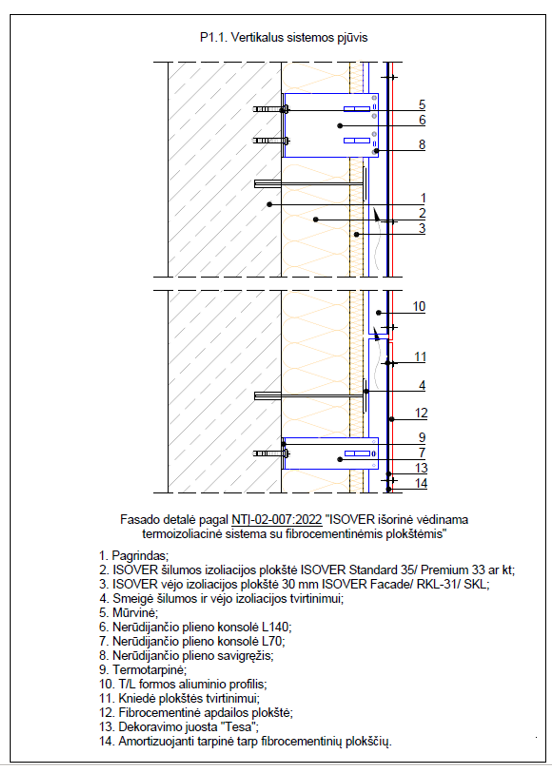 P1.1. Vertikalus sistemos pjūvis
5
6
8
1
2
3
10
11
4
12
9
7
13
14
Fasado detalė pagal NTĮ-02-007:2022 "ISOVER išorinė vėdinama
termoizoliacinė sistema su fibrocementinėmis plokštėmis"
1. Pagrindas;
2. ISOVER šilumos izoliacijos plokštė ISOVER Standard 35/ Premium 33 ar kt;
3. ISOVER vėjo izoliacijos plokštė 30 mm ISOVER Facade/ RKL-31/ SKL;
4. Smeigė šilumos ir vėjo izoliacijos tvirtinimui;
5. Mūrvinė;
6. Nerūdijančio plieno konsolė L140;
7. Nerūdijančio plieno konsolė L70;
8. Nerūdijančio plieno savigręžis;
9. Termotarpinė;
10. T/L formos aliuminio profilis;
11. Kniedė plokštės tvirtinimui;
12. Fibrocementinė apdailos plokštė;
13. Dekoravimo juosta "Tesa";
14. Amortizuojanti tarpinė tarp fibrocementinių plokščių.